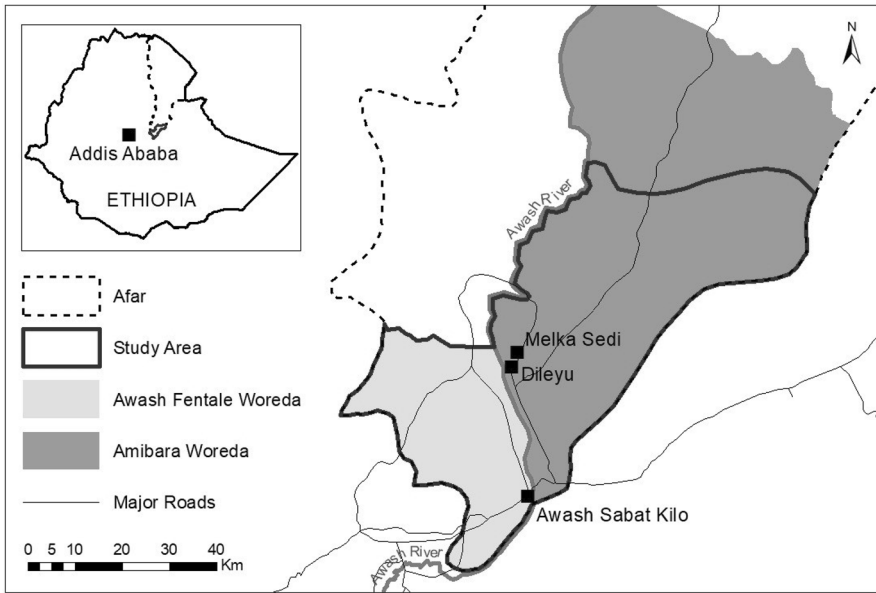 Addis Ababa
ETHIOPIA
Afar
Study Area
Awash Fentale Woreda
Amibara Woreda
Major Roads
0 5 10 20 30 40
Km
N
Awash River
Melka Sedi
Dileyu
Awash Sabat Kilo
Awash River